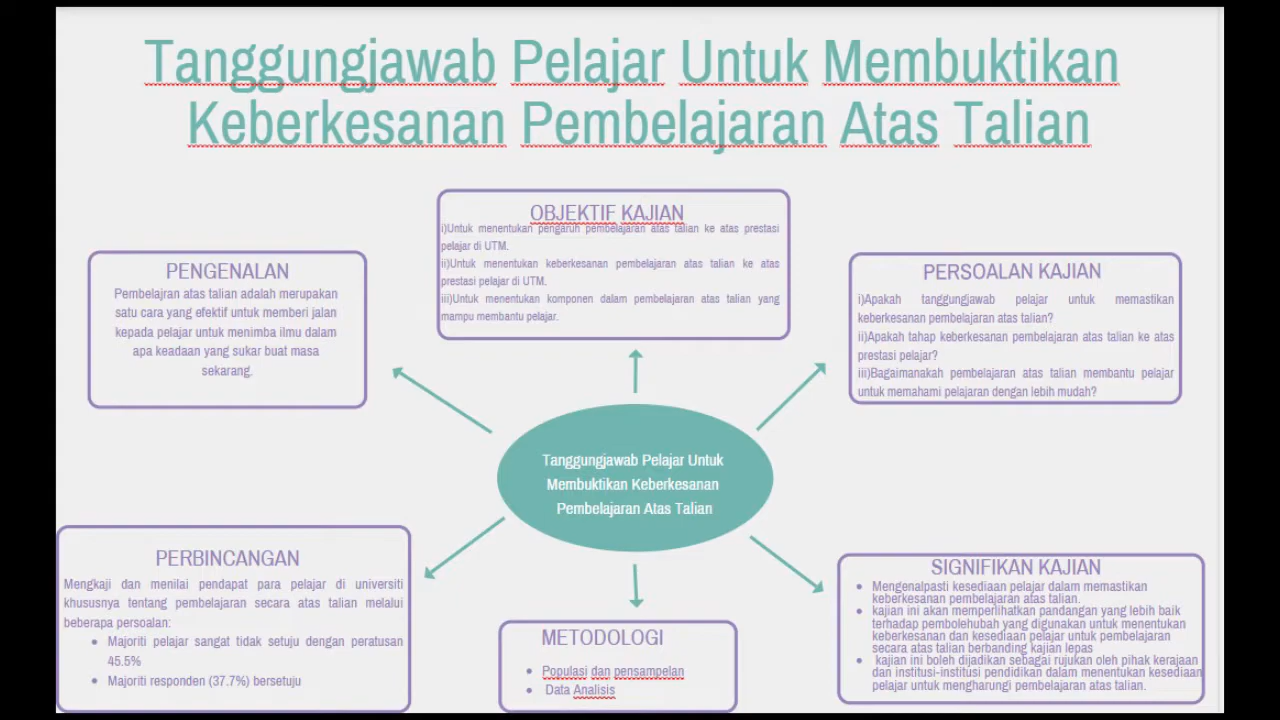 Tanggungjawab Pelajar Untuk Membuktikan
Keberkesanan Pembelajaran Atas Talian
OBJEKTIF KAJIAN
i)Untuk menentukan pengaruh pembelajaran atas talian ke atas prestasi
pelajar di UTM.
ii)Untuk menentukan keberkesanan pembelajaran atas talian ke atas
prestasi pelajar di UTM.
iii)Untuk menentukan komponen dalam pembelajaran atas talian yang
mampu membantu pelajar.
PENGENALAN
Pembelajran atas talian adalah merupakan
satu cara yang efektif untuk memberi jalan
kepada pelajar untuk menimba ilmu dalam
apa keadaan yang sukar buat masa
sekarang.
PERSOALAN KAJIAN
i)Apakah tanggungjawab pelajar untuk memastikan
keberkesanan pembelajaran atas talian?
ii)Apakah tahap keberkesanan pembelajaran atas talian ke atas
prestasi pelajar?
iii)Bagaimanakah pembelajaran atas talian membantu pelajar
untuk memahami pelajaran dengan lebih mudah?
Tanggungjawab Pelajar Untuk
Membuktikan Keberkesanan
Pembelajaran Atas Talian
PERBINCANGAN
Mengkaji dan menilai pendapat para pelajar di universiti
khususnya tentang pembelajaran secara atas talian melalui
beberapa persoalan:
• Majoriti pelajar sangat tidak setuju dengan peratusan
45.5%
• Majoriti responden (37.7%) bersetuju
METODOLOGI
• Populasi dan pensampelan
• Data Analisis
SIGNIFIKAN KAJIAN
• Mengenalpasti kesediaan pelajar dalam memastikan
keberkesanan pembelajaran atas talian.
• kajian ini akan memperlihatkan pandangan yang lebih baik
terhadap pembolehubah yang digunakan untuk menentukan
keberkesanan dan kesediaan pelajar untuk pembelajaran
secara atas talian berbanding kajian lepas
• kajian ini boleh dijadikan sebagai rujukan oleh pihak kerajaan
dan institusi-institusi pendidikan dalam menentukan kesediaan
pelajar untuk mengharungi pembelajaran atas talian.